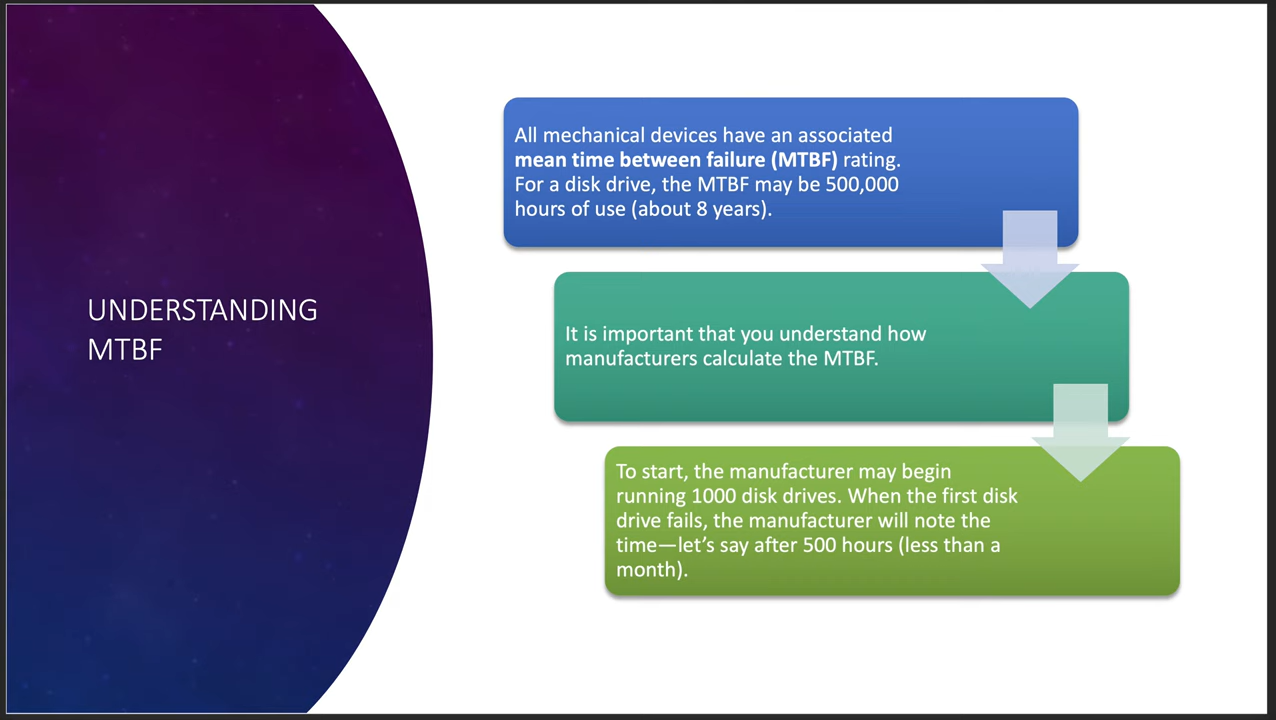 UNDERSTANDING
MTBF
All mechanical devices have an associated
mean time between failure (MTBF) rating.
For a disk drive, the MTBF may be 500,000
hours of use (about 8 years).
It is important that you understand how
manufacturers calculate the MTBF.
To start, the manufacturer may begin
running 1000 disk drives. When the first disk
drive fails, the manufacturer will note the
time—let’s say after 500 hours (less than a
month).